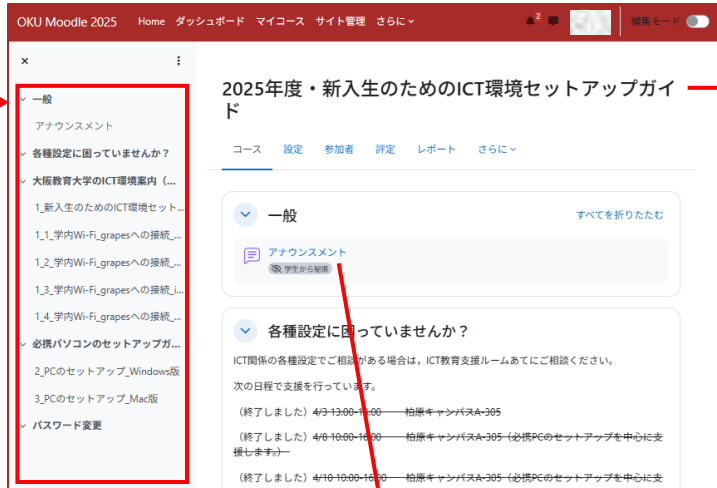 OKU Moodle 2025 Home ダッシュボード マイコース サイト管理 さらに 2 編集モード
一般
アナウンスメント
各種設定に困っていませんか？
大阪教育大学のICT環境案内（...
1_新入生のためのICT環境セット...
1_1_学内Wi-Fi_grapesへの接続_...
1_2_学内Wi-Fi_grapesへの接続_...
1_3_学内Wi-Fi_grapesへの接続_i...
1_4_学内Wi-Fi_grapesへの接続_...
必携パソコンのセットアップガ...
2_PCのセットアップ_Windows版
3_PCのセットアップ_Mac版
パスワード変更
2025年度・新入生のためのICT環境セットアップガイ
ド
コース 設定 参加者 評定 レポート さらに
一般 すべてを折りたたむ
アナウンスメント
学生から秘匿
各種設定に困っていませんか？
ICT関係の各種設定でご相談がある場合は，ICT教育支援ルームあてにご相談ください。
次の日程で支援を行っています。
（終了しました）4/3 13:00- 柏原キャンパスA-305
（終了しました）4/8 10:00-16:00 柏原キャンパスA-305（必携PCのセットアップを中心に支
援します。）
（終了しました）4/10 10:00-16:00 柏原キャンパスA-305（必携PCのセットアップを中心に支